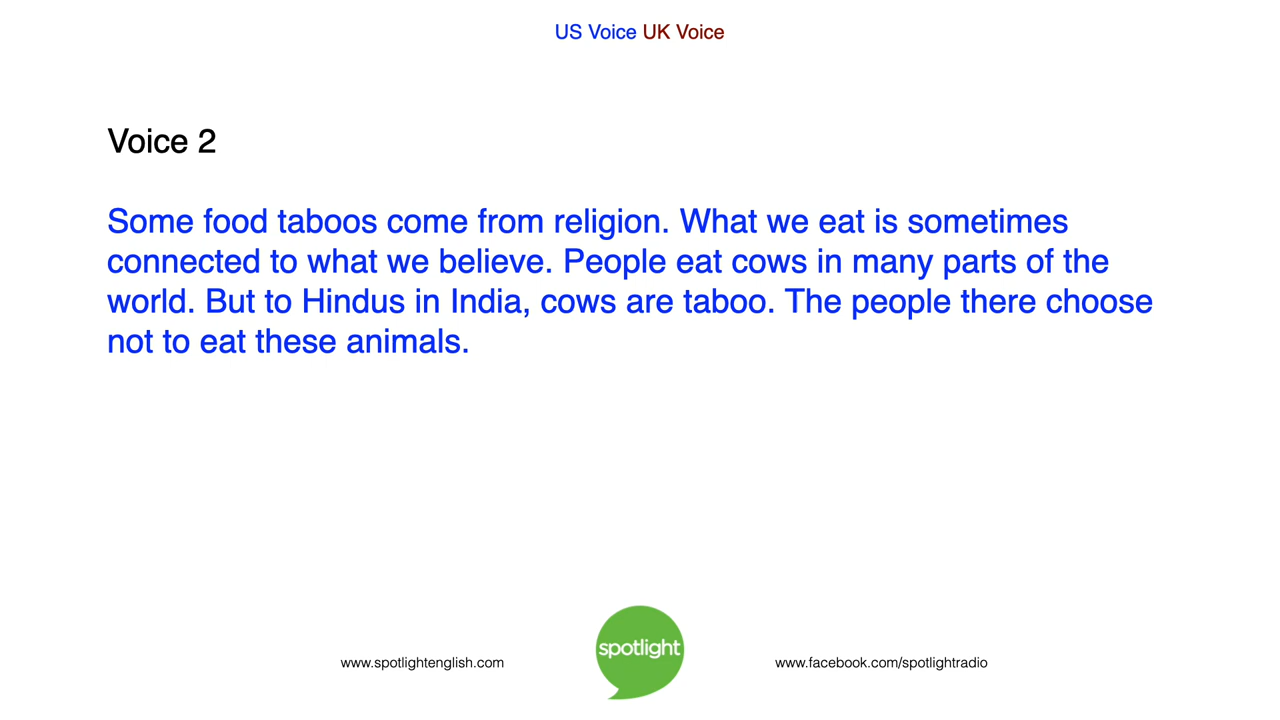 US Voice UK Voice
Voice 2
Some food taboos come from religion. What we eat is sometimes
connected to what we believe. People eat cows in many parts of the
world. But to Hindus in India, cows are taboo. The people there choose
not to eat these animals.
www.spotlightenglish.com
spotlight
www.facebook.com/spotlightradio